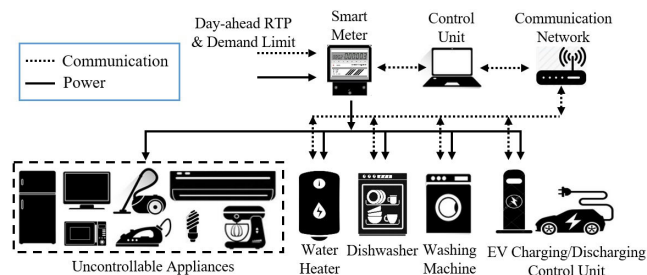 Day-ahead RTP
& Demand Limit
Smart
Meter
Control
Unit
Communication
Network
Communication
Power
Uncontrollable Appliances
Water
Heater
Dishwasher
Washing
Machine
EV Charging/Discharging
Control Unit